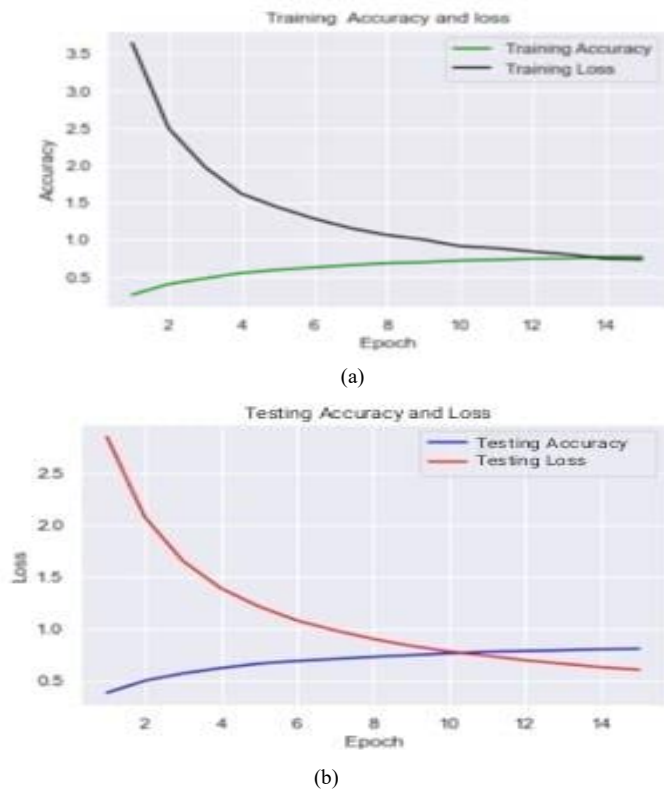 Training Accuracy and loss
Training Accuracy
Training Loss
3.5
3.0
2.5
2.0
1.5
1.0
0.5
Accuracy
2 4 6 8 10 12 14
Epoch
(a)
Testing Accuracy and Loss
Testing Accuracy
Testing Loss
2.5
2.0
1.5
1.0
0.5
Loss
2 4 6 8 10 12 14
Epoch
(b)